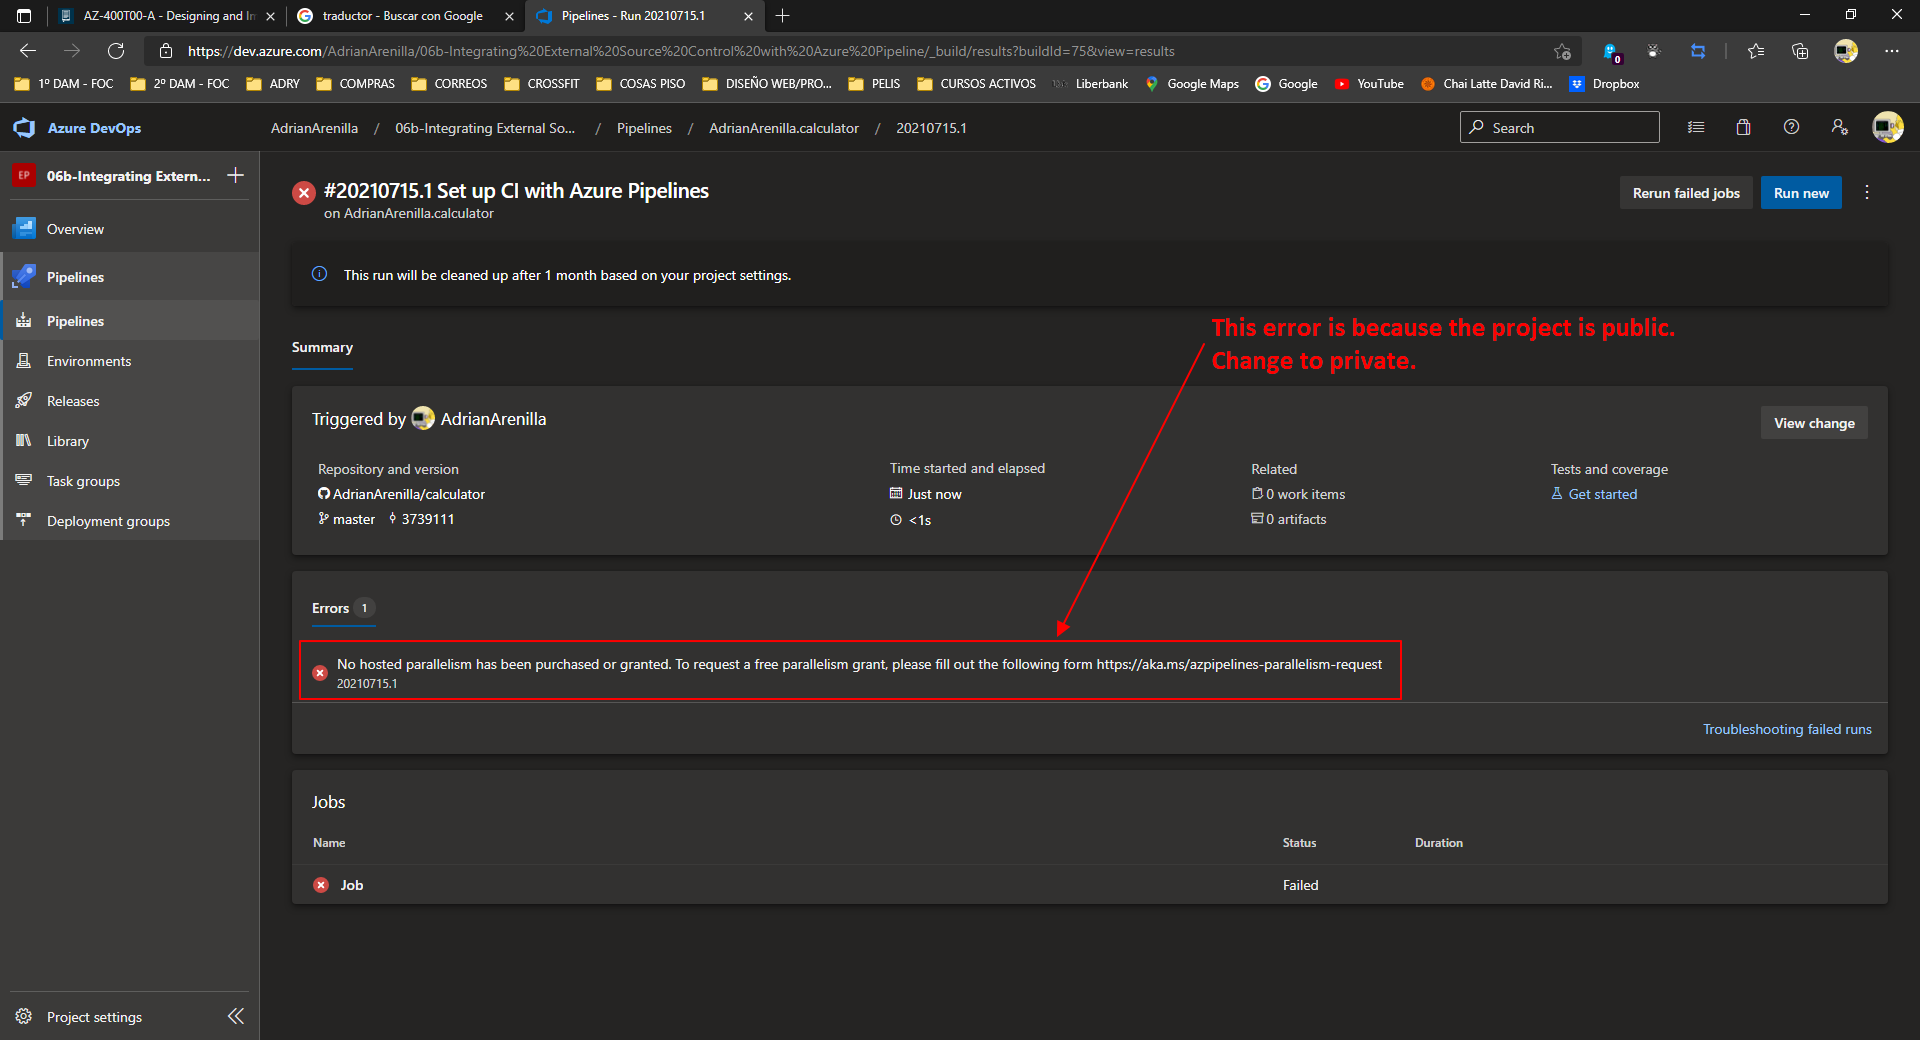 AZ-400T00-A - Designing and In
traductor - Buscar con Google
Pipelines - Run 20210715.1
https://dev.azure.com/AdrianArenilla/06b-Integrating%20External%20Source%20Control%20with%20Azure%20Pipeline/_build/results?buildId=75&view=results
0
1º DAM - FOC
2º DAM - FOC
ADRY
COMPRAS
CORREOS
CROSSFIT
COSAS PISO
DISEÑO WEB/PRO...
PELIS
CURSOS ACTIVOS
Liberbank
Google Maps
Google
YouTube
Chai Latte David Ri...
Dropbox
Azure DevOps
AdrianArenilla / 06b-Integrating External So... / Pipelines / AdrianArenilla.calculator / 20210715.1
Search
EP
06b-Integrating Extern...
Overview
Pipelines
Pipelines
Environments
Releases
Library
Task groups
Deployment groups
Project settings
#20210715.1 Set up CI with Azure Pipelines
on AdrianArenilla.calculator
Rerun failed jobs
Run new
This run will be cleaned up after 1 month based on your project settings.
This error is because the project is public.
Change to private.
Summary
Triggered by AdrianArenilla
View change
Repository and version
AdrianArenilla/calculator
master 3739111
Time started and elapsed
Just now
<1s
Related
0 work items
0 artifacts
Tests and coverage
Get started
Errors 1
No hosted parallelism has been purchased or granted. To request a free parallelism grant, please fill out the following form https://aka.ms/azpipelines-parallelism-request
20210715.1
Troubleshooting failed runs
Jobs
Name Status Duration
Job Failed